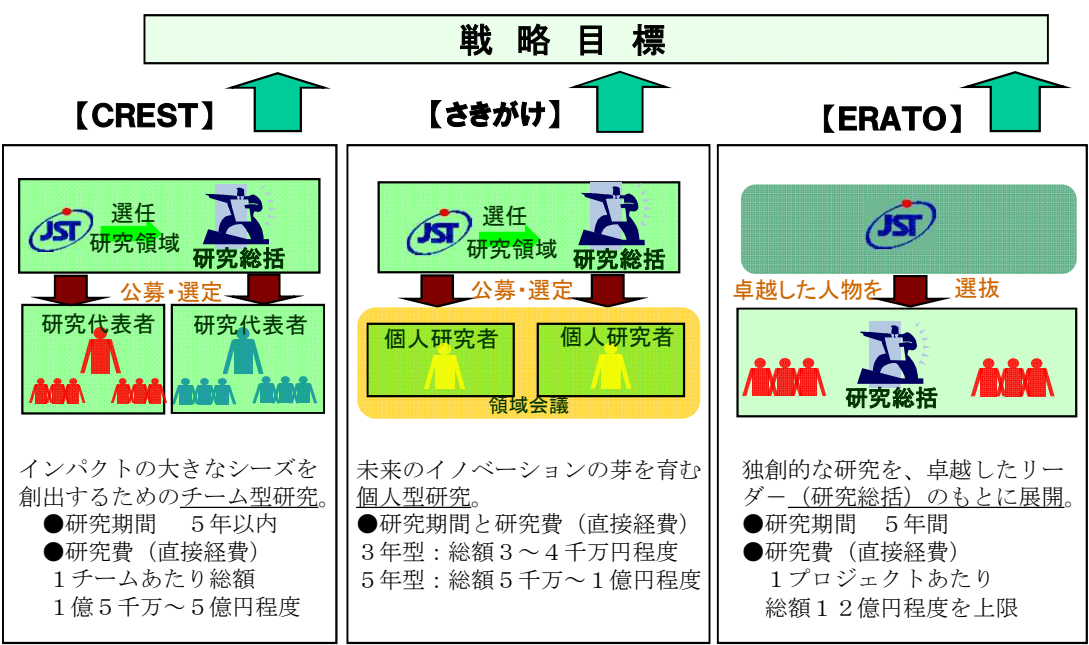 戦 略 目 標
【CREST】
JST
選任
研究領域
研究総括
公募・選定
研究代表者
研究代表者
インパクトの大きなシーズを
創出するためのチーム型研究。
●研究期間 ５年以内
●研究費（直接経費）
１チームあたり総額
１億５千万～５億円程度
【さきがけ】
JST
選任
研究領域
研究総括
公募・選定
個人研究者
個人研究者
領域会議
未来のイノベーションの芽を育む
個人型研究。
●研究期間と研究費（直接経費）
３年型：総額３～４千万円程度
５年型：総額５千万～１億円程度
【ERATO】
JST
卓越した人物を 選抜
研究総括
独創的な研究を、卓越したリー
ダ－（研究総括）のもとに展開。
●研究期間 ５年間
●研究費（直接経費）
１プロジェクトあたり
総額１２億円程度を上限